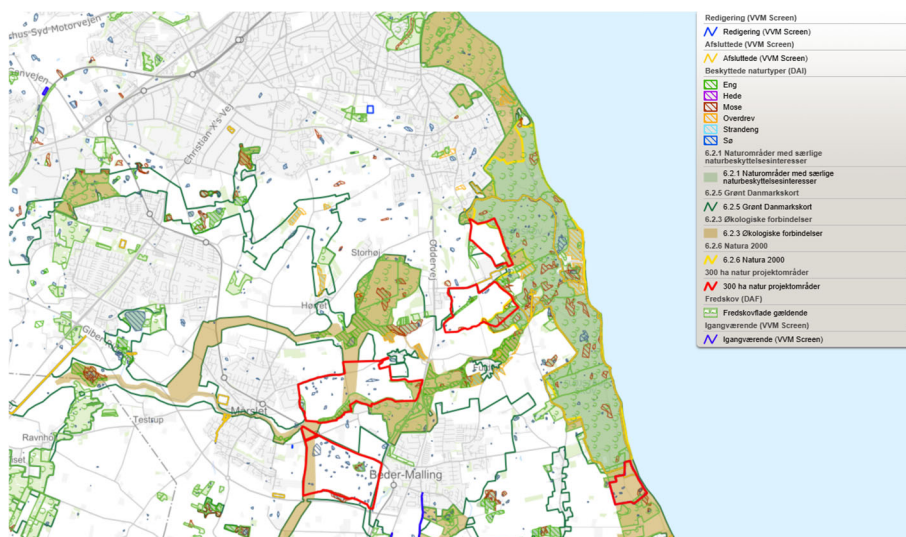 hus-Syd Motorvejen
Christian X's Vej
Storhøj
Oddervej
Testrup
Mårslet
Ravnho
Beder-Malling
Redigering (VVM Screen)
Redigering (VVM Screen)
Afsluttede (VVM Screen)
Afsluttede (VVM Screen)
Beskyttede naturtyper (DAI)
Eng
Hede
Mose
Overdrev
Strandeng
Sø
6.2.1 Naturområder med særlige
naturbeskyttelsesinteresser
6.2.1 Naturområder med særlige
naturbeskyttelsesinteresser
6.2.5 Grønt Danmarkskort
6.2.5 Grønt Danmarkskort
6.2.3 Økologiske forbindelser
6.2.3 Økologiske forbindelser
6.2.6 Natura 2000
6.2.6 Natura 2000
300 ha natur projektområder
300 ha natur projektområder
Fredskov (DAF)
Fredskovflade gældende
Igangværende (VVM Screen)
Igangværende (VVM Screen)